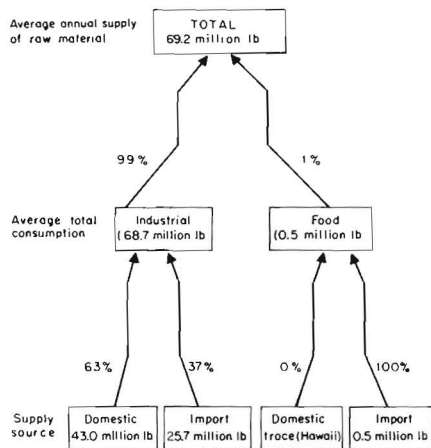 Average annual supply
of raw material
TOTAL
69.2 million lb
99%
1%
Average total
consumption
Industrial
(68.7 million lb
Food
(0.5 million lb
63%
37%
0%
100%
Supply
source
Domestic
43.0 million lb
Import
25.7 million lb
Domestic
trace (Hawaii)
Import
0.5 million lb